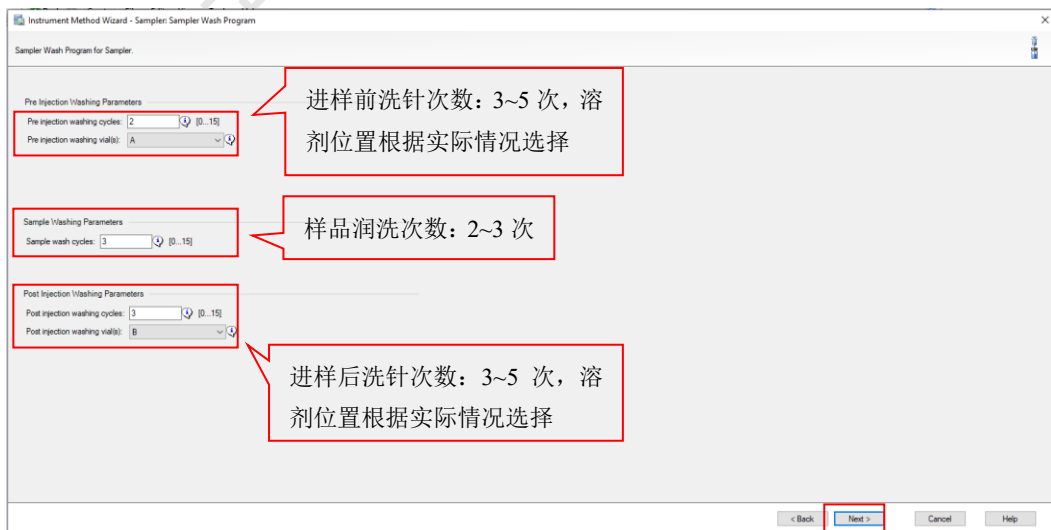 Instrument Method Wizard - Sampler: Sampler Wash Program
Sampler Wash Program for Sampler.
Pre Injection Washing Parameters
Pre injection washing cycles: 2 [0...15]
Pre injection washing vial(s): A
进样前洗针次数：3~5 次，溶
剂位置根据实际情况选择
Sample Washing Parameters
Sample wash cycles: 3 [0...15]
样品润洗次数：2~3 次
Post Injection Washing Parameters
Post injection washing cycles: 3 [0...15]
Post injection washing vial(s): B
进样后洗针次数：3~5 次，溶
剂位置根据实际情况选择
< Back Next > Cancel Help